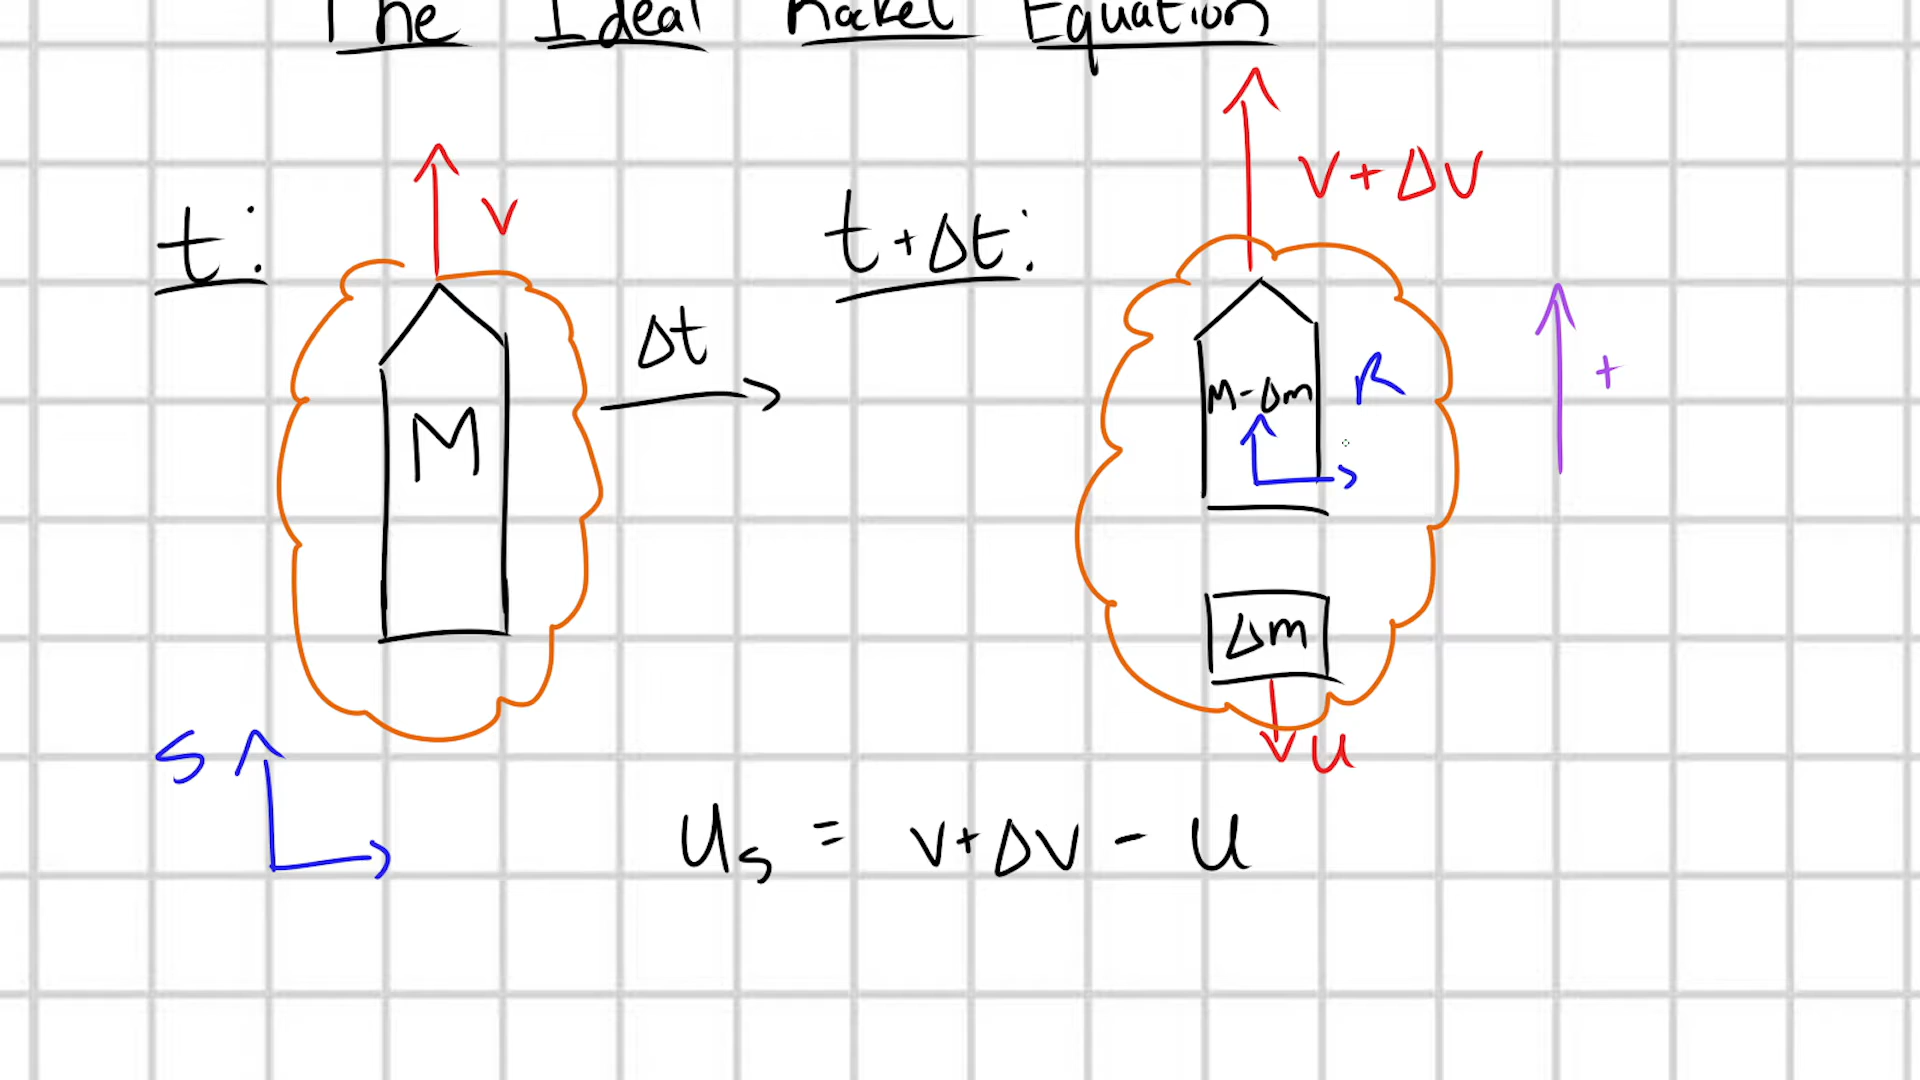 The Ideal Rocket Equation
t:
v
Δt
t+Δt:
v+Δv
M
M-Δm
R
+
Δm
u
S
u_s = v+Δv - u